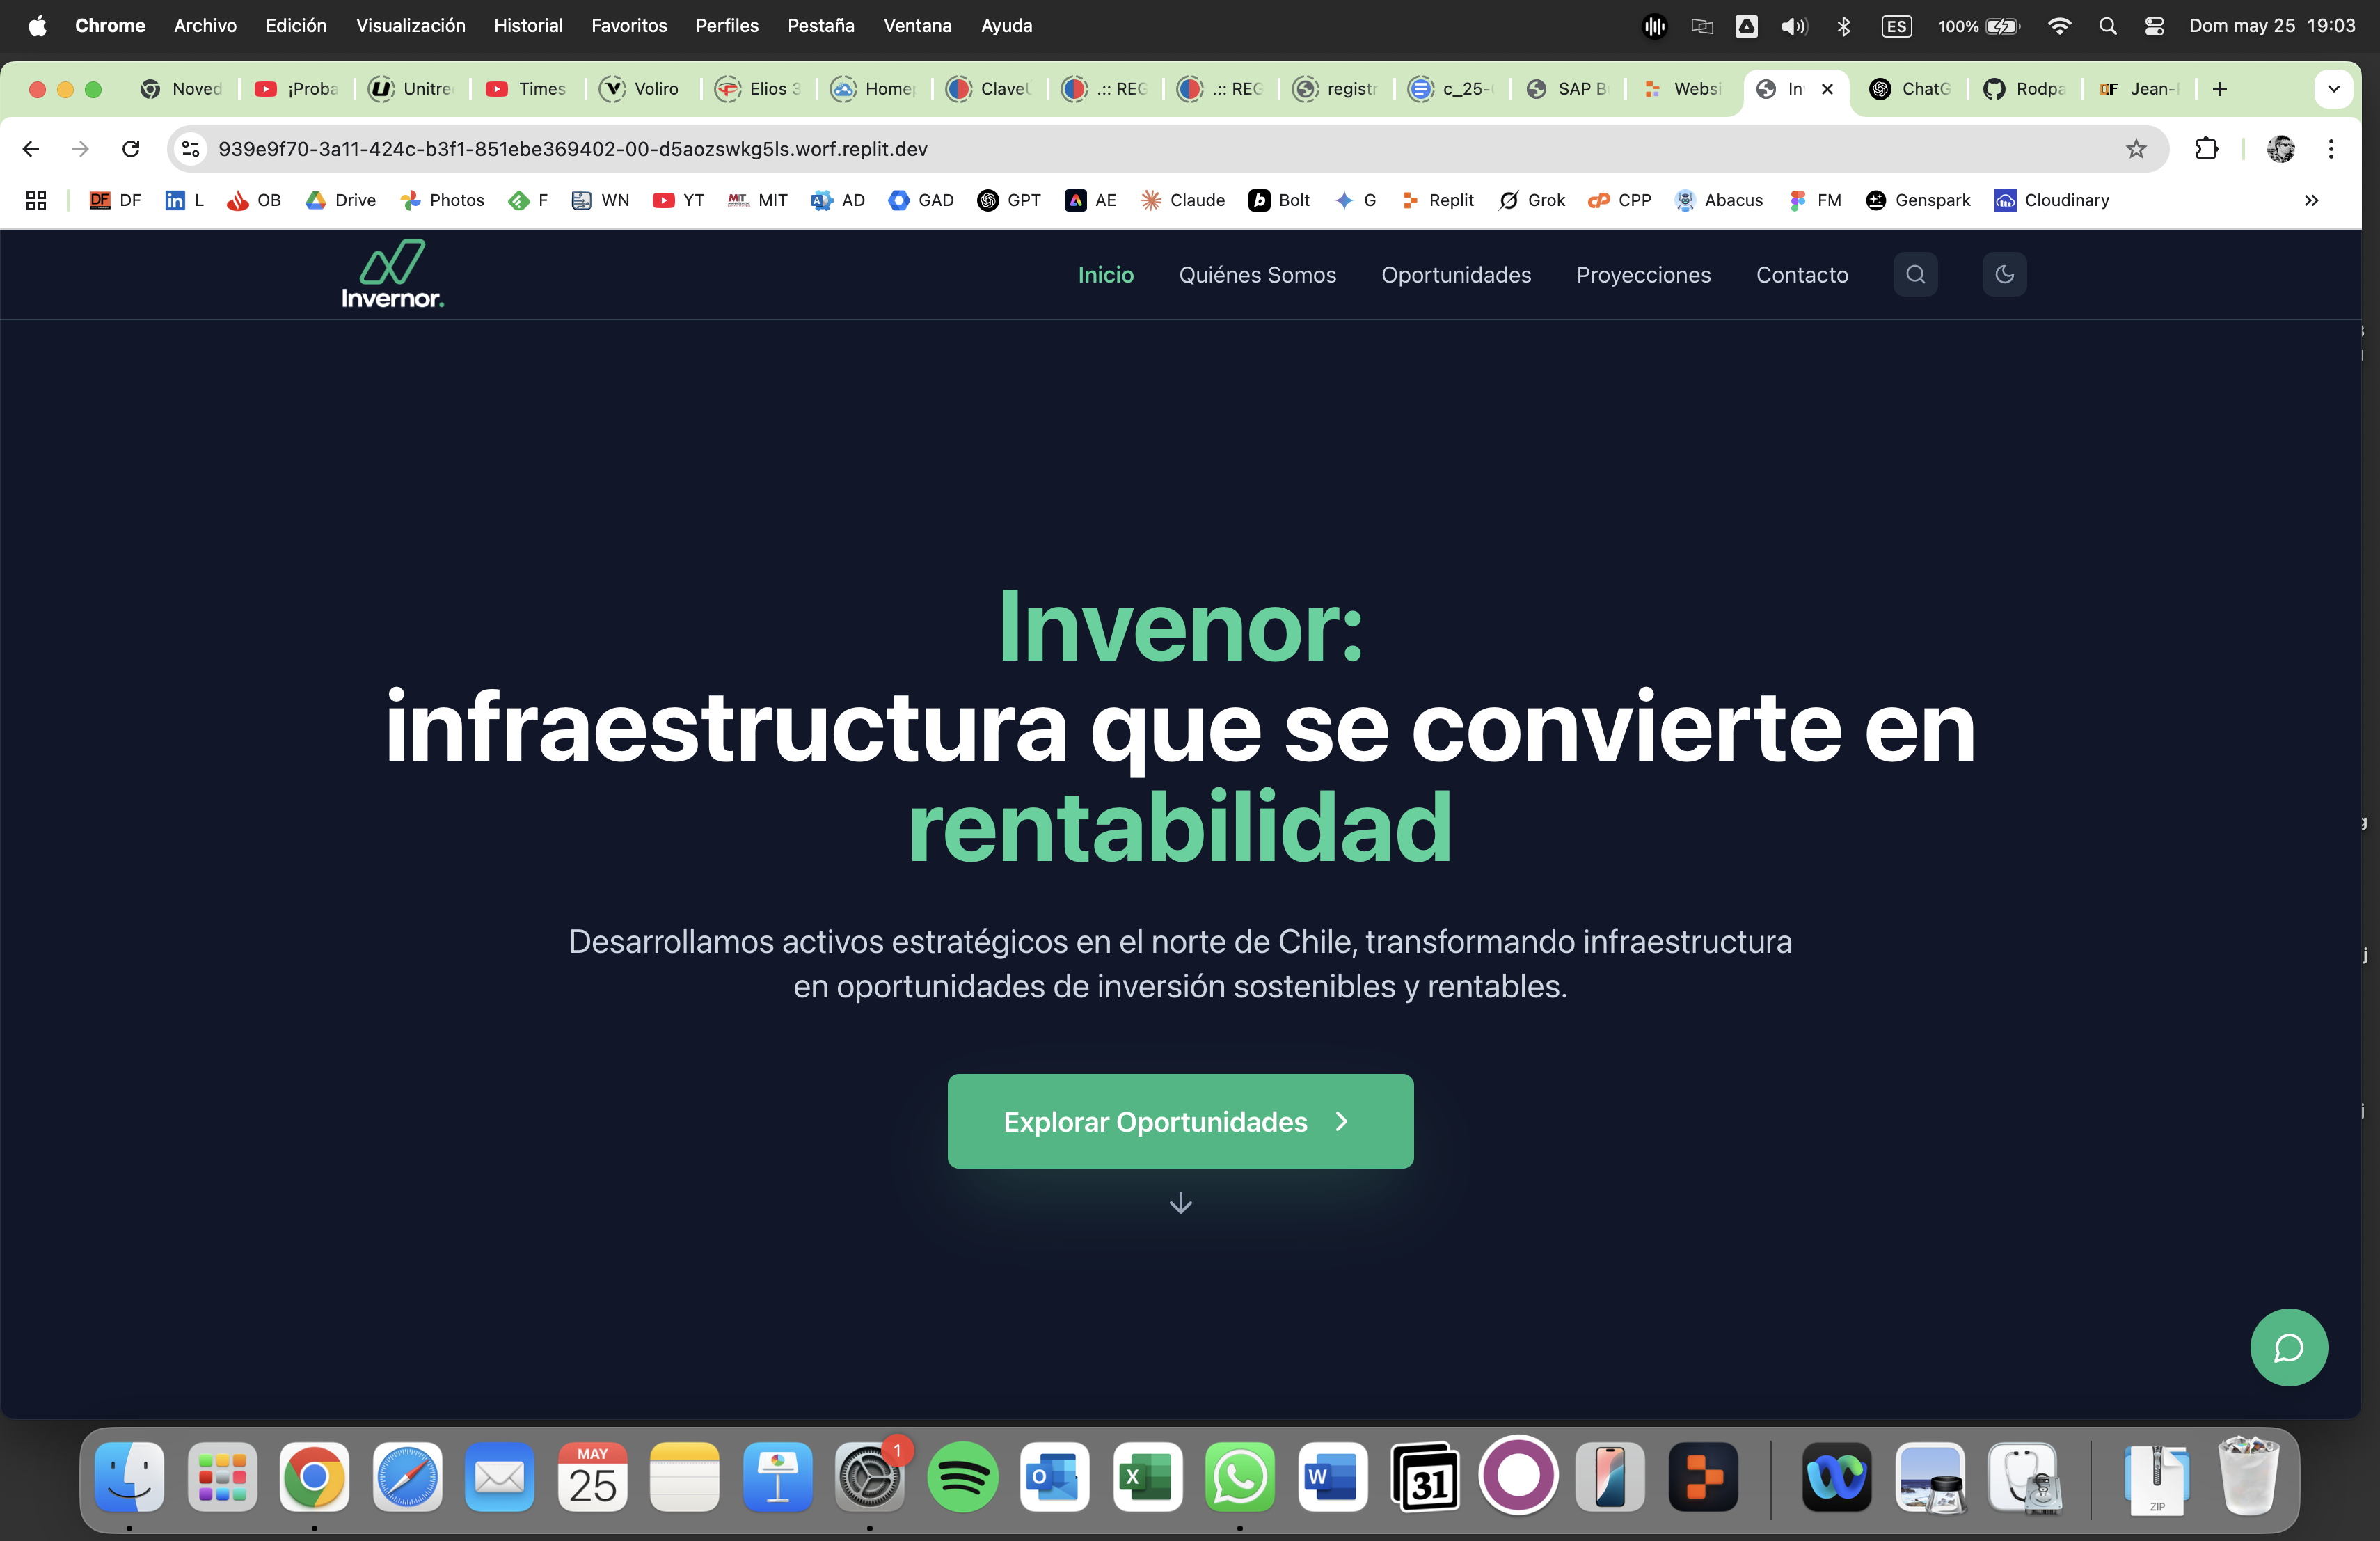 Chrome Archivo Edición Visualización Historial Favoritos Perfiles Pestaña Ventana Ayuda ES 100% Dom may 25 19:03
Noved ¡Proba Unitre Times Voliro Elios 3 Home ClaveU .:: REG .:: REG registr c_25- SAP B Websi In ChatG Rodpa Jean-
939e9f70-3a11-424c-b3f1-851ebe369402-00-d5aozswkg5ls.worf.replit.dev
DF L OB Drive Photos F WN YT MIT AD GAD GPT AE Claude Bolt G Replit Grok CPP Abacus FM Genspark Cloudinary
Invernor.
Inicio Quiénes Somos Oportunidades Proyecciones Contacto
Invenor:
infraestructura que se convierte en
rentabilidad
Desarrollamos activos estratégicos en el norte de Chile, transformando infraestructura
en oportunidades de inversión sostenibles y rentables.
Explorar Oportunidades
MAY
25
1
31
ZIP